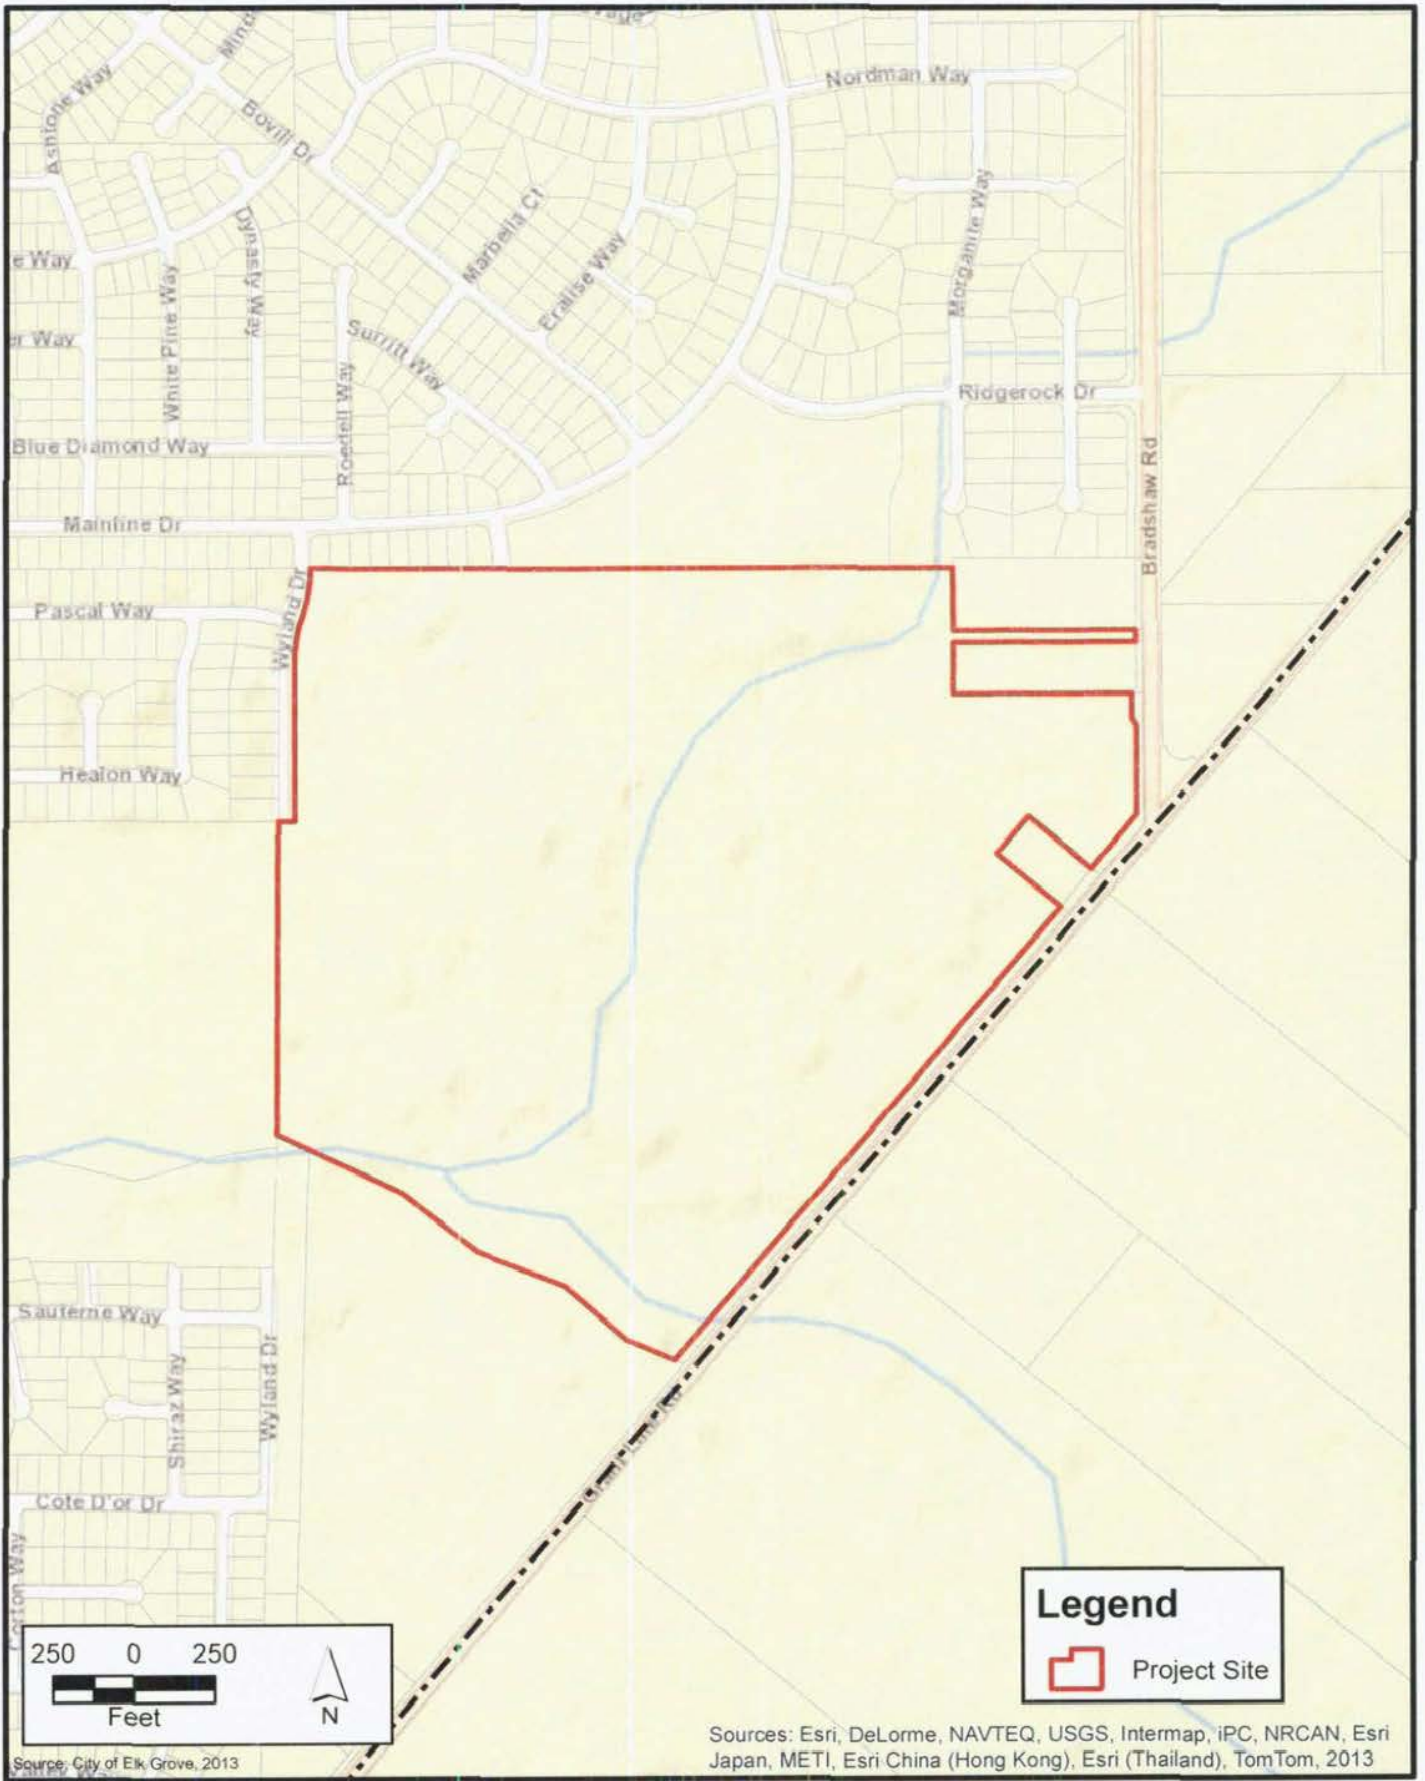 Nordman Way
Ashtone Way
Bovill Dr
Morganite Way
Dynasty Way
Marbella Ct
Eralise Way
e Way
er Way
White Pine Way
Surritt Way
Roedell Way
Ridgerock Dr
Blue Diamond Way
Bradshaw Rd
Mainline Dr
Pascal Way
Wyland Dr
Healon Way
Sauterne Way
Shiraz Way
Wyland Dr
Cote D'or Dr
Corton Way
250 0 250
Feet
N
Legend
Project Site
Source: City of Elk Grove, 2013
Sources: Esri, DeLorme, NAVTEQ, USGS, Intermap, iPC, NRCAN, Esri
Japan, METI, Esri China (Hong Kong), Esri (Thailand), TomTom, 2013